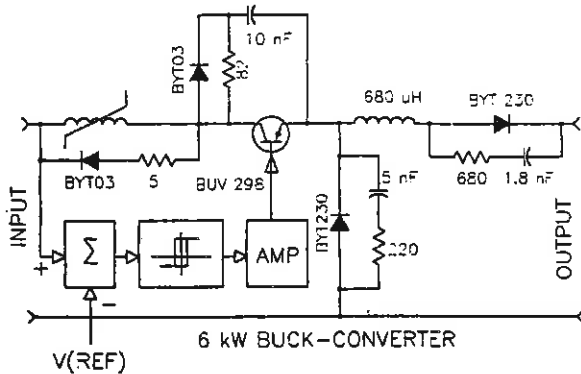 10 nF
BYT03
82
680 uH
BYT 230
BYT03
5
BUV 298
5 nF
680
1.8 nF
INPUT
+
Σ
AMP
BYT230
220
OUTPUT
−
6 kW BUCK-CONVERTER
V(REF)